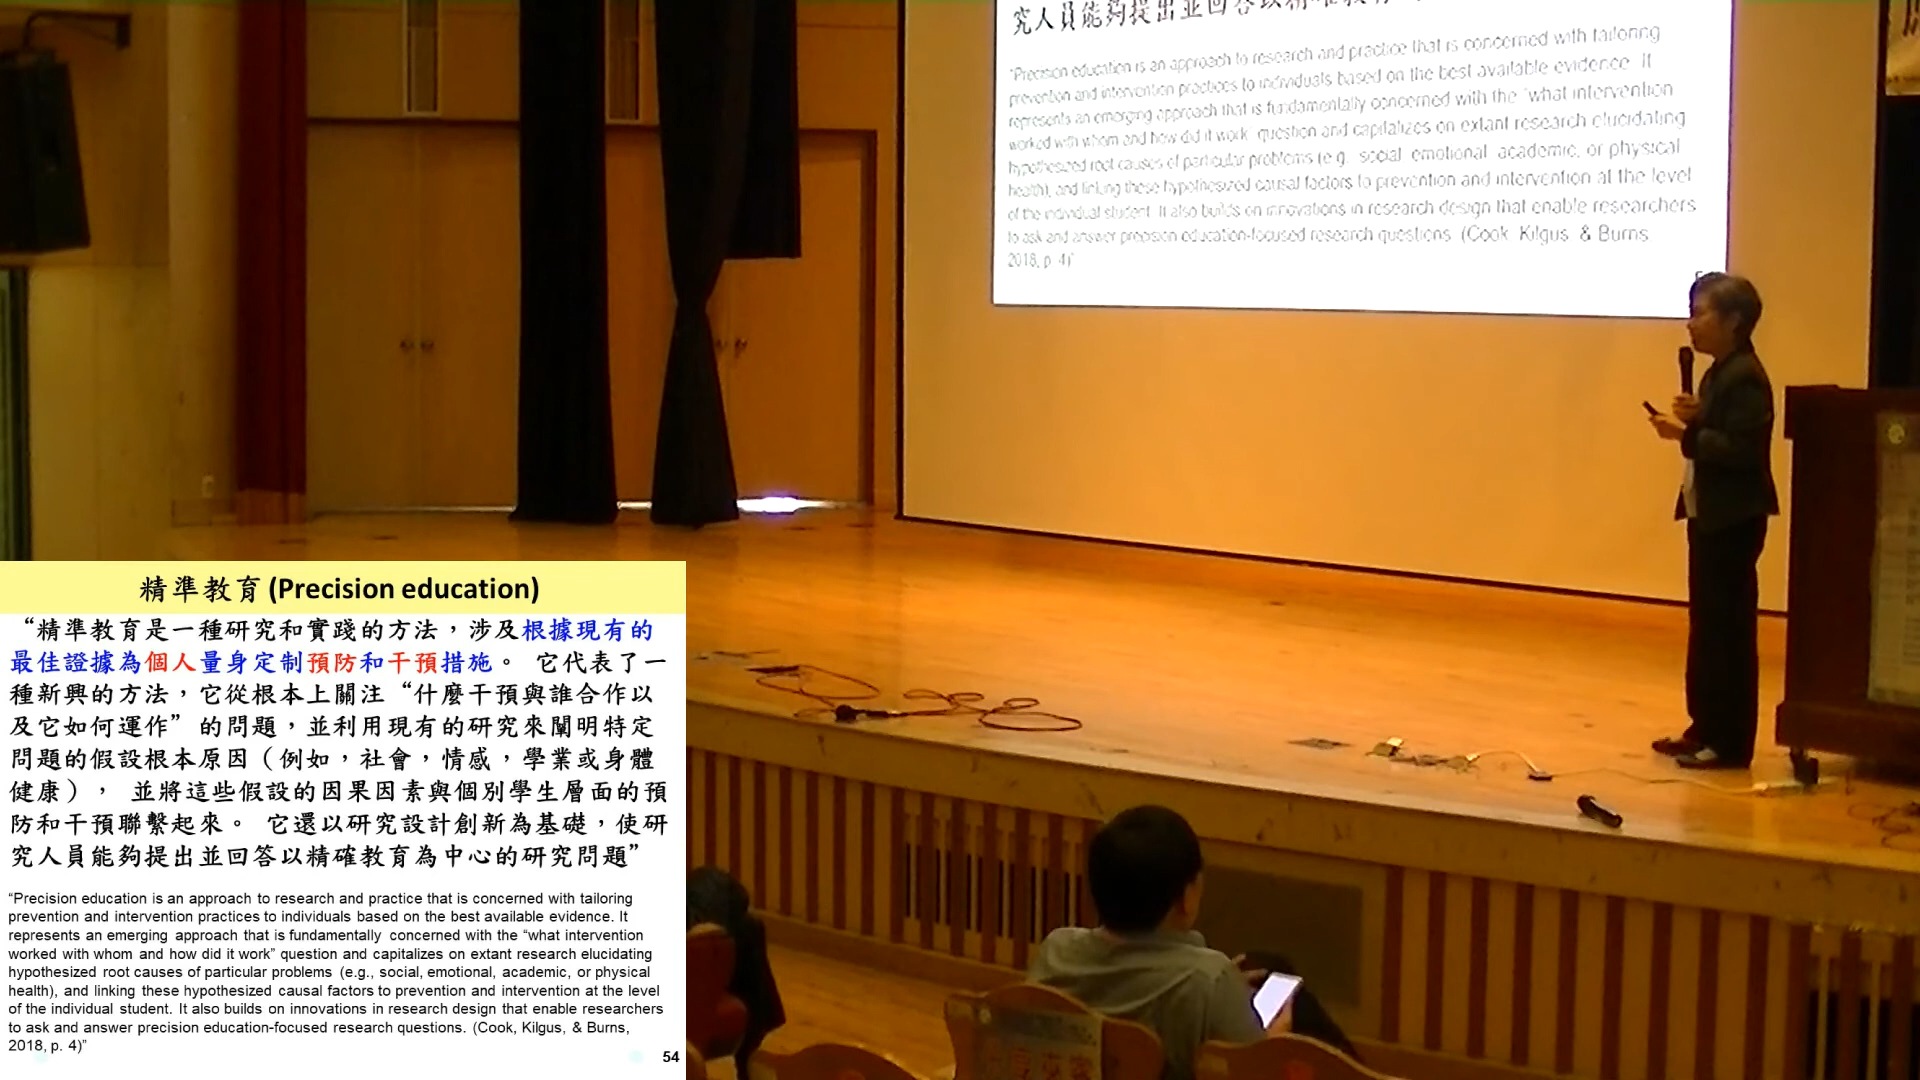 究人員能夠提出並回答以精確教育
"Precision education is an approach to research and practice that is concerned with tailoring
prevention and intervention practices to individuals based on the best available evidence. It
represents an emerging approach that is fundamentally concerned with the "what intervention
worked with whom and how did it work" question and capitalizes on extant research elucidating
hypothesized root causes of particular problems (e.g., social, emotional, academic, or physical
health), and linking these hypothesized causal factors to prevention and intervention at the level
of the individual student. It also builds on innovations in research design that enable researchers
to ask and answer precision education-focused research questions. (Cook, Kilgus, & Burns,
2018, p. 4)"
精準教育(Precision education)
“精準教育是一種研究和實踐的方法，涉及根據現有的
最佳證據為個人量身定制預防和干預措施。 它代表了一
種新興的方法，它從根本上關注“什麼干預與誰合作以
及它如何運作”的問題，並利用現有的研究來闡明特定
問題的假設根本原因（例如，社會，情感，學業或身體
健康）， 並將這些假設的因果因素與個別學生層面的預
防和干預聯繫起來。 它還以研究設計創新為基礎，使研
究人員能夠提出並回答以精確教育為中心的研究問題”
“Precision education is an approach to research and practice that is concerned with tailoring
prevention and intervention practices to individuals based on the best available evidence. It
represents an emerging approach that is fundamentally concerned with the “what intervention
worked with whom and how did it work” question and capitalizes on extant research elucidating
hypothesized root causes of particular problems (e.g., social, emotional, academic, or physical
health), and linking these hypothesized causal factors to prevention and intervention at the level
of the individual student. It also builds on innovations in research design that enable researchers
to ask and answer precision education-focused research questions. (Cook, Kilgus, & Burns,
2018, p. 4)”
54